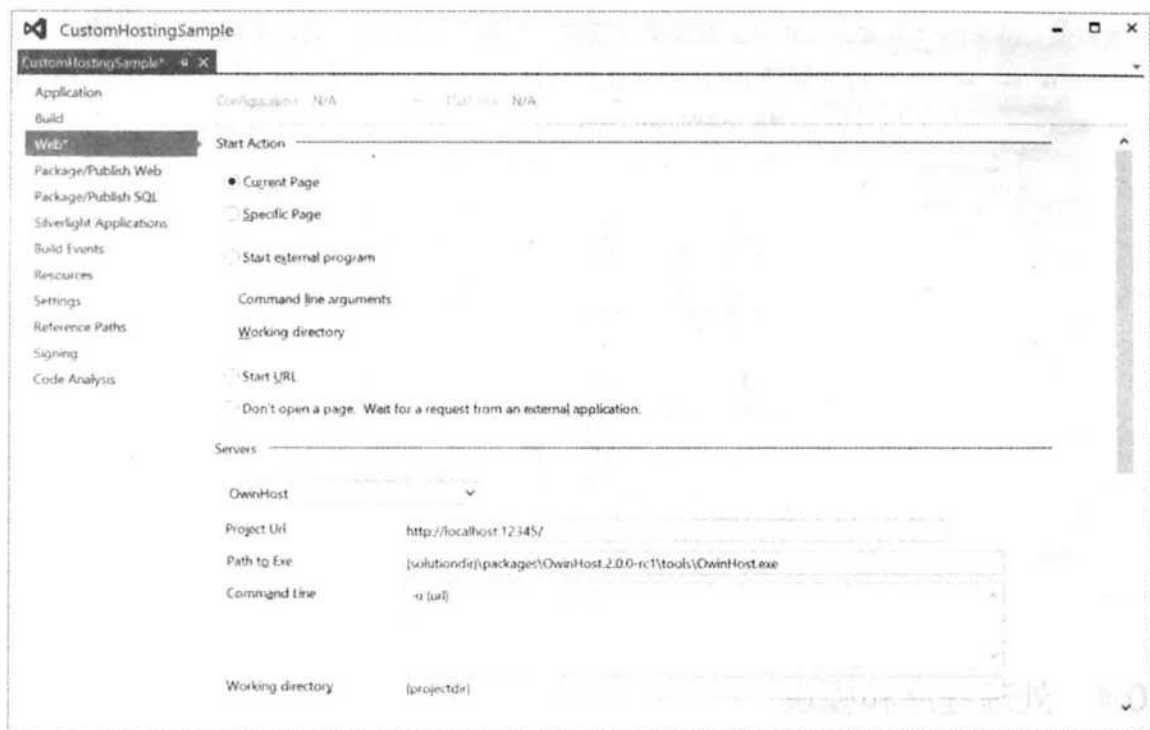 CustomHostingSample
CustomHostingSample*
Application
Build
Web*
Package/Publish Web
Package/Publish SQL
Silverlight Applications
Build Events
Resources
Settings
Reference Paths
Signing
Code Analysis
Configuration: N/A Platform: N/A
Start Action
Current Page
Specific Page
Start external program
Command line arguments
Working directory
Start URL
Don't open a page. Wait for a request from an external application.
Servers
OwinHost
Project Url http://localhost:12345/
Path to Exe {solutiondir}\packages\OwinHost.2.0.0-rc1\tools\OwinHost.exe
Command Line -u {url}
Working directory {projectdir}